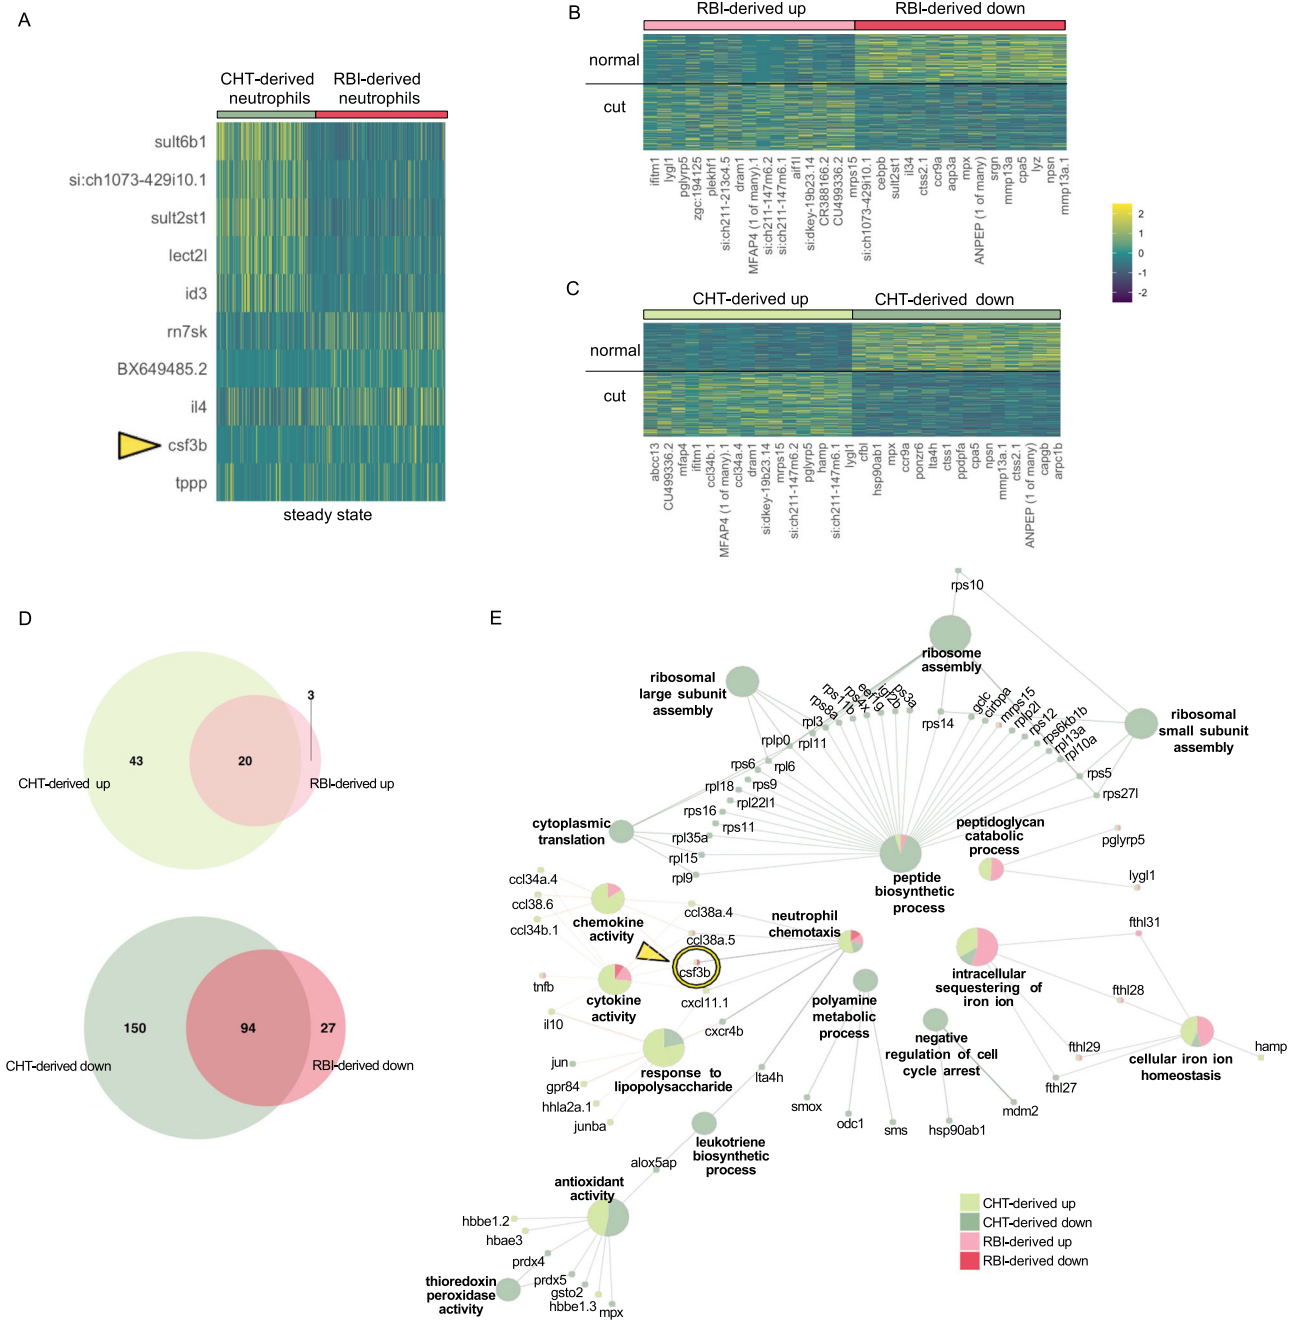 A
CHT-derived
neutrophils
RBI-derived
neutrophils
sult6b1
si:ch1073-429i10.1
sult2st1
lect2l
id3
rn7sk
BX649485.2
il4
csf3b
tppp
steady state
B
RBI-derived up
RBI-derived down
normal
cut
ifitm1
lygl1
pglyrp5
zgc:194125
plekhf1
si:ch211-213c4.5
dram1
MFAP4 (1 of many).1
si:ch211-147m6.2
si:ch211-147m6.1
aif1l
si:dkey-19b23.14
CR388166.2
CU499336.2
mrps15
si:ch1073-429i10.1
cebpb
sult2st1
il34
ctss2.1
ccr9a
aqp3a
mpx
ANPEP (1 of many)
srgn
mmp13a
cpa5
lyz
npsn
mmp13a.1
2
1
0
-1
-2
C
CHT-derived up
CHT-derived down
normal
cut
abcc13
CU499336.2
mfap4
ifitm1
ccl34b.1
MFAP4 (1 of many).1
ccl34a.4
dram1
si:dkey-19b23.14
mrps15
si:ch211-147m6.2
pglyrp5
hamp
si:ch211-147m6.1
lygl1
cfbl
hsp90ab1
mpx
ccr9a
ponzr6
lta4h
ctss1
ppdpfa
cpa5
npsn
mmp13a.1
ctss2.1
ANPEP (1 of many)
capgb
arpc1b
D
43
20
3
CHT-derived up
RBI-derived up
150
94
27
CHT-derived down
RBI-derived down
E
rps10
ribosome
assembly
ribosomal
large subunit
assembly
ribosomal
small subunit
assembly
rpl3
rps8a
rps11b
rps4x
eef1g
igf2b
rps3a
rps14
gclc
cirbpa
mrps15
rplp2l
rps12
rps6kb1b
rpl13a
rpl10a
rps5
rps27l
rplp0
rpl11
rps6
rpl6
rpl18
rps9
rpl22l1
rps16
rps11
rpl35a
rpl15
rpl9
cytoplasmic
translation
peptide
biosynthetic
process
peptidoglycan
catabolic
process
pglyrp5
lygl1
ccl34a.4
ccl38.6
ccl34b.1
chemokine
activity
ccl38a.4
ccl38a.5
neutrophil
chemotaxis
csf3b
tnfb
cytokine
activity
cxcl11.1
il10
cxcr4b
jun
gpr84
hhla2a.1
junba
response to
lipopolysaccharide
lta4h
polyamine
metabolic
process
smox
odc1
sms
negative
regulation of cell
cycle arrest
hsp90ab1
mdm2
intracellular
sequestering of
iron ion
fthl31
fthl28
fthl29
fthl27
cellular iron ion
homeostasis
hamp
leukotriene
biosynthetic
process
alox5ap
antioxidant
activity
hbbe1.2
hbae3
prdx4
prdx5
gsto2
hbbe1.3
mpx
thioredoxin
peroxidase
activity
CHT-derived up
CHT-derived down
RBI-derived up
RBI-derived down